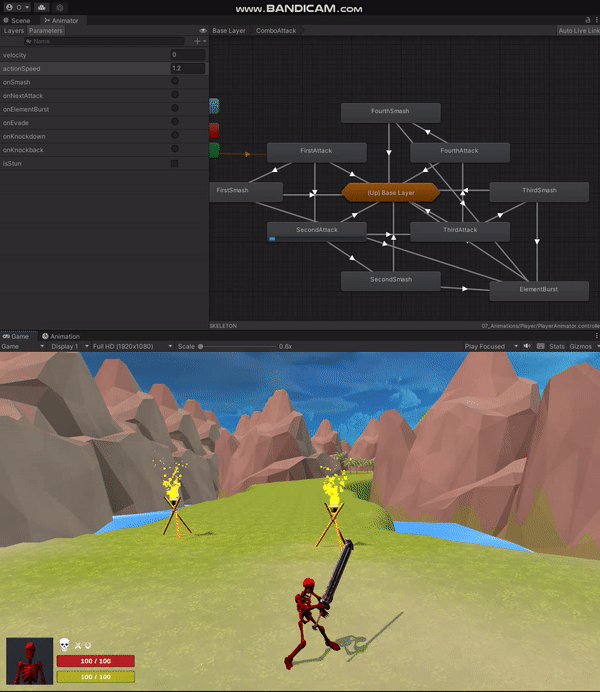 www.BANDICAM.com
Scene Animator
Layers Parameters
Base Layer ComboAttack Auto Live Link
Name
velocity 0
actionSpeed 1.2
onSmash
onNextAttack
onElementBurst
onEvade
onKnockdown
onKnockback
isStun
FourthSmash
FirstAttack FourthAttack
FirstSmash (Up) Base Layer ThirdSmash
SecondAttack ThirdAttack
SecondSmash
ElementBurst
SKELETON 07_Animations/Player/PlayerAnimator.controlle
Game Animation
Game Display 1 Full HD (1920x1080) Scale 0.6x Play Focused Stats Gizmos
100 / 100
100 / 100